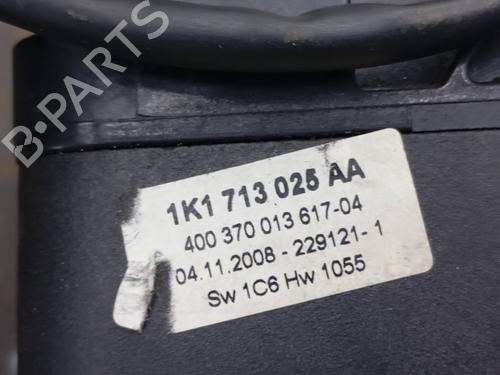 B-PARTS
1K1 713 025 AA
400 370 013 617-04
04.11.2008 - 229121- 1
Sw 1C6 Hw 1055